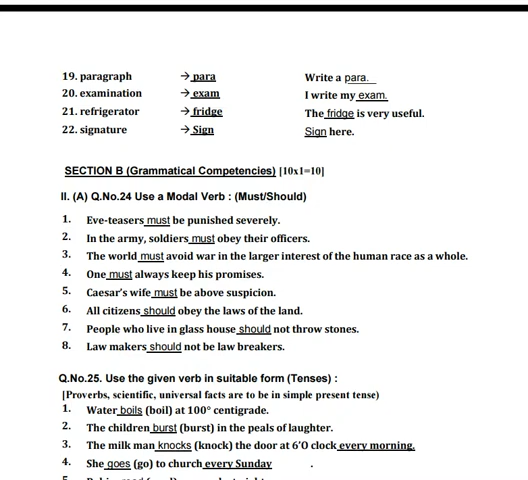 19. paragraph → para Write a para.
20. examination → exam I write my exam.
21. refrigerator → fridge The fridge is very useful.
22. signature → Sign Sign here.
SECTION B (Grammatical Competencies) [10x1=10]
II. (A) Q.No.24 Use a Modal Verb : (Must/Should)
1. Eve-teasers must be punished severely.
2. In the army, soldiers must obey their officers.
3. The world must avoid war in the larger interest of the human race as a whole.
4. One must always keep his promises.
5. Caesar's wife must be above suspicion.
6. All citizens should obey the laws of the land.
7. People who live in glass house should not throw stones.
8. Law makers should not be law breakers.
Q.No.25. Use the given verb in suitable form (Tenses) :
[Proverbs, scientific, universal facts are to be in simple present tense)
1. Water boils (boil) at 100° centigrade.
2. The children burst (burst) in the peals of laughter.
3. The milk man knocks (knock) the door at 6'O clock every morning.
4. She goes (go) to church every Sunday .